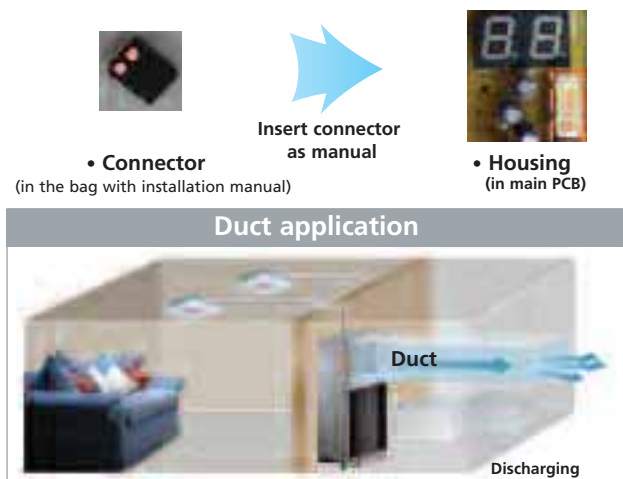 88
Insert connector
as manual
• Connector
(in the bag with installation manual)
• Housing
(in main PCB)
Duct application
Duct
Discharging